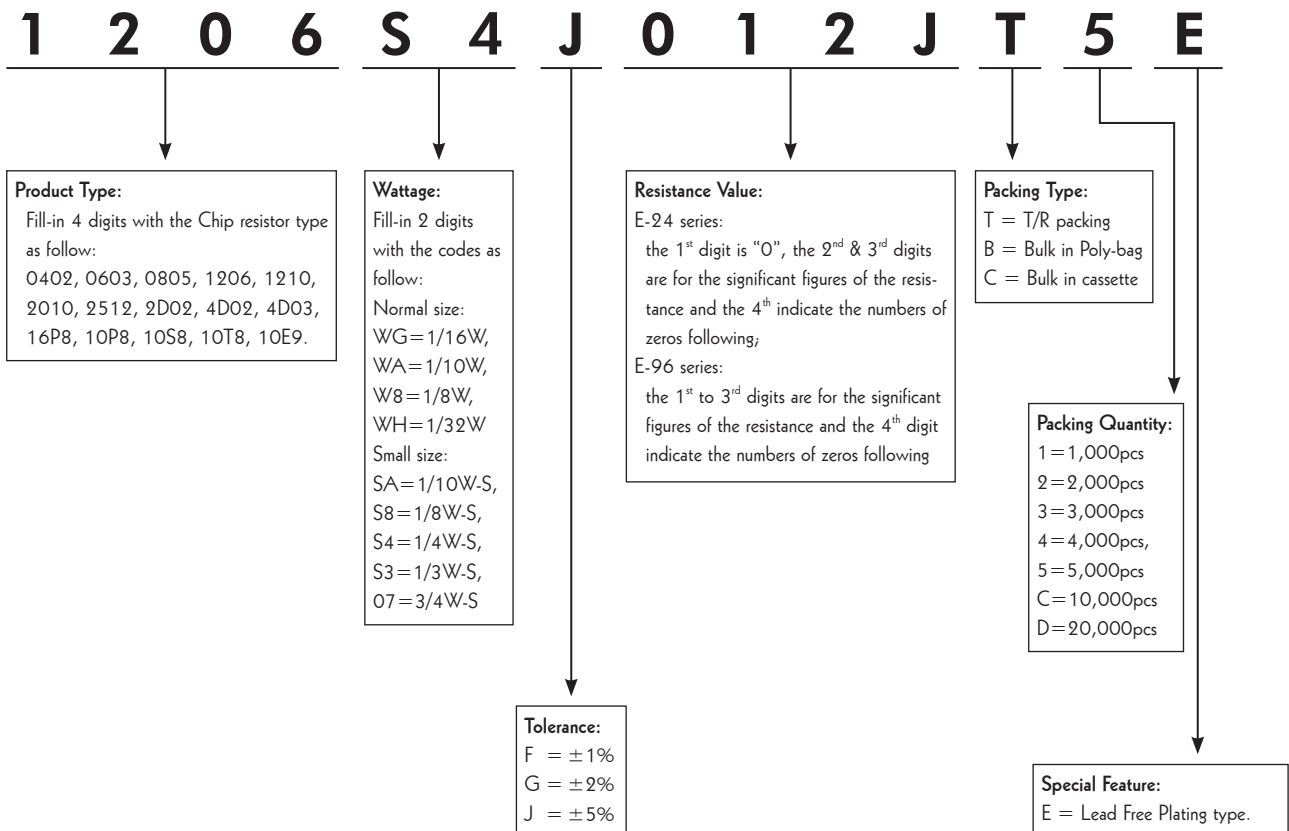 1 2 0 6 S 4 J 0 1 2 J T 5 E
Product Type:
Fill-in 4 digits with the Chip resistor type
as follow:
0402, 0603, 0805, 1206, 1210,
2010, 2512, 2D02, 4D02, 4D03,
16P8, 10P8, 10S8, 10T8, 10E9.
Wattage:
Fill-in 2 digits
with the codes as
follow:
Normal size:
WG=1/16W,
WA=1/10W,
W8=1/8W,
WH=1/32W
Small size:
SA=1/10W-S,
S8=1/8W-S,
S4=1/4W-S,
S3=1/3W-S,
07=3/4W-S
Tolerance:
F = ±1%
G = ±2%
J = ±5%
Resistance Value:
E-24 series:
the 1st digit is “0”, the 2nd & 3rd digits
are for the significant figures of the resis-
tance and the 4th indicate the numbers of
zeros following;
E-96 series:
the 1st to 3rd digits are for the significant
figures of the resistance and the 4th digit
indicate the numbers of zeros following
Packing Type:
T = T/R packing
B = Bulk in Poly-bag
C = Bulk in cassette
Packing Quantity:
1=1,000pcs
2=2,000pcs
3=3,000pcs
4=4,000pcs,
5=5,000pcs
C=10,000pcs
D=20,000pcs
Special Feature:
E = Lead Free Plating type.